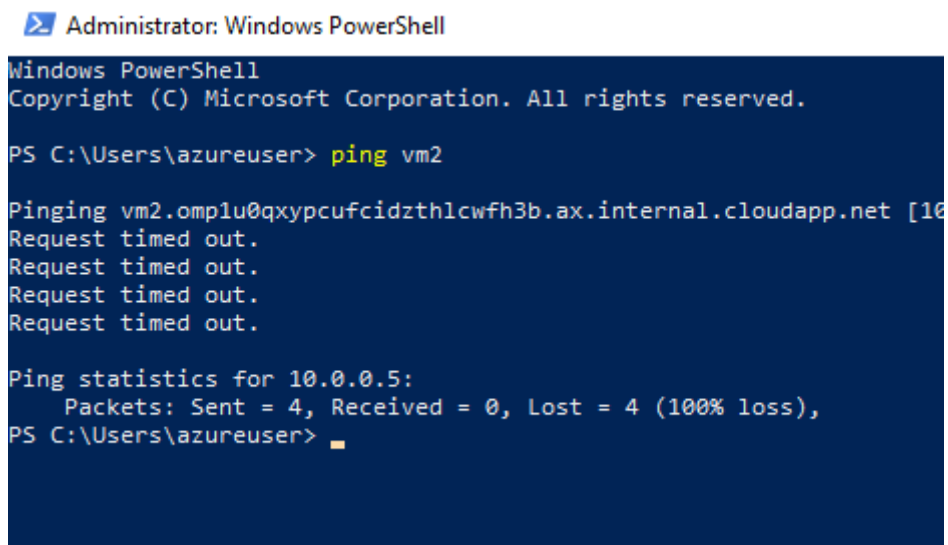 Administrator: Windows PowerShell
Windows PowerShell
Copyright (C) Microsoft Corporation. All rights reserved.
PS C:\Users\azureuser> ping vm2
Pinging vm2.omp1u0qxypcufcidzthlcwfh3b.ax.internal.cloudapp.net [10
Request timed out.
Request timed out.
Request timed out.
Request timed out.
Ping statistics for 10.0.0.5:
Packets: Sent = 4, Received = 0, Lost = 4 (100% loss),
PS C:\Users\azureuser>